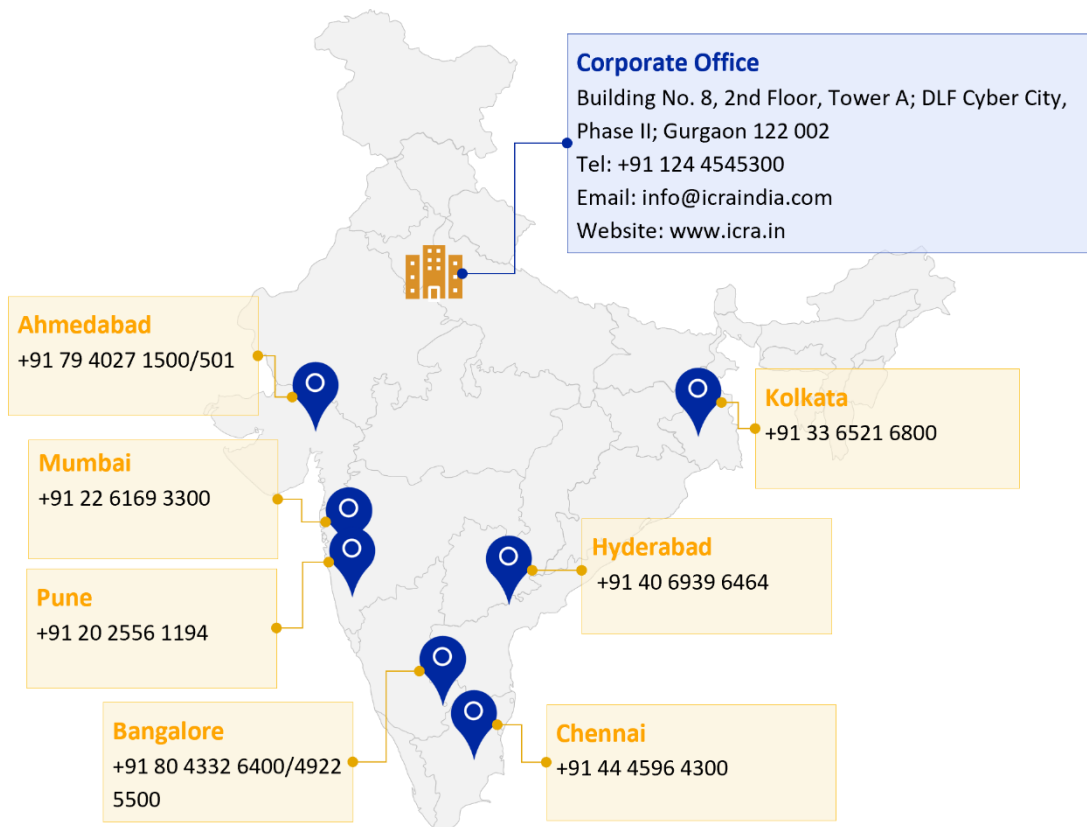 Corporate Office
Building No. 8, 2nd Floor, Tower A; DLF Cyber City,
Phase II; Gurgaon 122 002
Tel: +91 124 4545300
Email: info@icraindia.com
Website: www.icra.in
Ahmedabad
+91 79 4027 1500/501
Kolkata
+91 33 6521 6800
Mumbai
+91 22 6169 3300
Hyderabad
+91 40 6939 6464
Pune
+91 20 2556 1194
Bangalore
+91 80 4332 6400/4922
5500
Chennai
+91 44 4596 4300